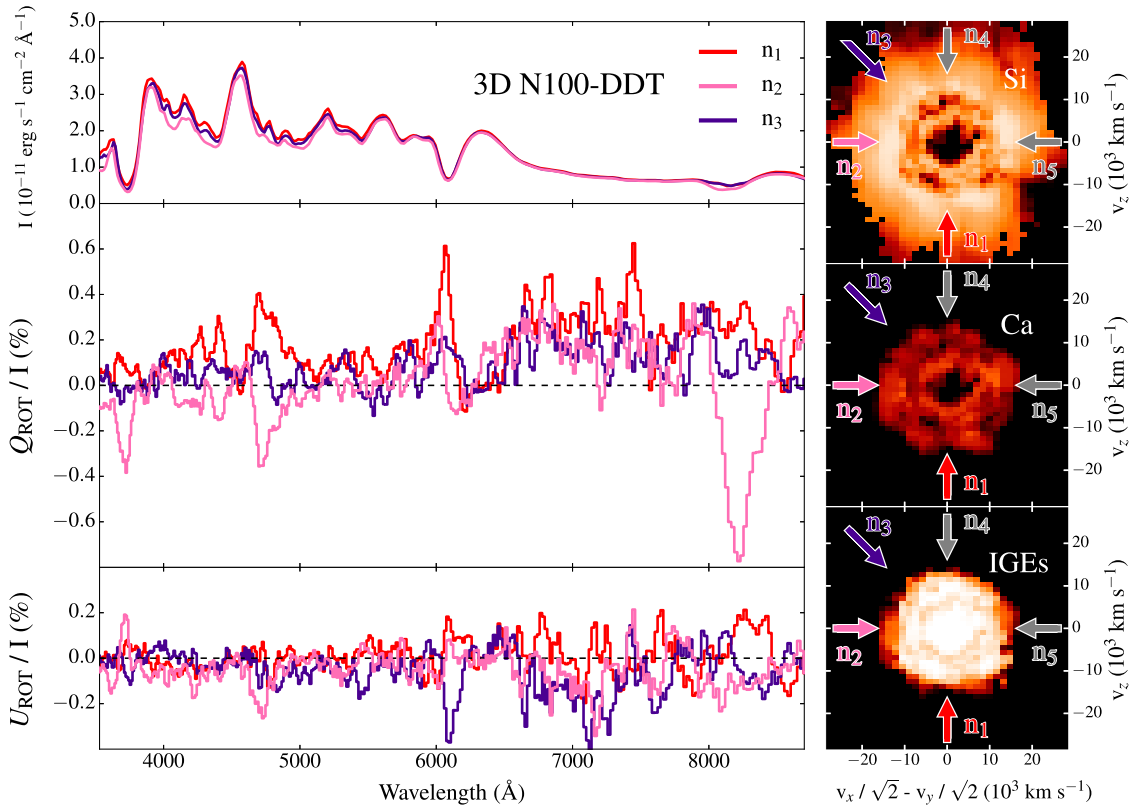 I (10⁻¹¹ erg s⁻¹ cm⁻² Å⁻¹)
5.0
4.0
3.0
2.0
1.0
0.0
3D N100-DDT
n₁
n₂
n₃
Q_ROT / I (%)
0.6
0.4
0.2
0.0
−0.2
−0.4
−0.6
U_ROT / I (%)
0.2
0.0
−0.2
4000
5000
6000
7000
8000
Wavelength (Å)
n₃
n₄
Si
n₂
n₅
n₁
20
10
0
−10
−20
v_z (10³ km s⁻¹)
n₃
n₄
Ca
n₂
n₅
n₁
20
10
0
−10
−20
v_z (10³ km s⁻¹)
n₃
n₄
IGEs
n₂
n₅
n₁
20
10
0
−10
−20
v_z (10³ km s⁻¹)
−20
−10
0
10
20
v_x / √2 - v_y / √2 (10³ km s⁻¹)